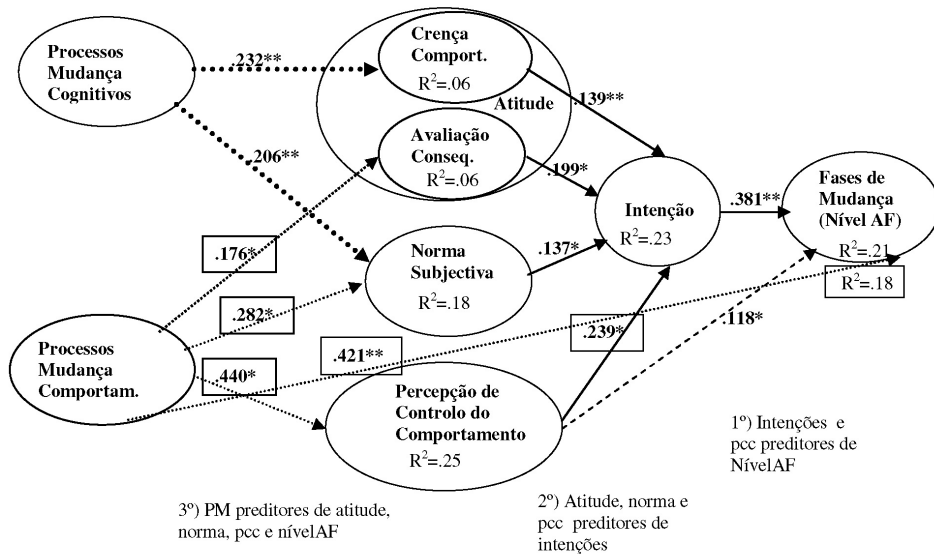 Processos
Mudança
Cognitivos
.232**
.206**
Crença
Comport.
R²=.06
Atitude
Avaliação
Conseq.
R²=.06
.139**
.199*
Intenção
R²=.23
.381**
Fases de
Mudança
(Nível AF)
R²=.21
R²=.18
.176*
Norma
Subjectiva
R²=.18
.137*
.282*
.239*
.118*
Processos
Mudança
Comportam.
.421**
.440*
Percepção de
Controlo do
Comportamento
R²=.25
1º) Intenções e
pcc preditores de
NívelAF
2º) Atitude, norma e
pcc preditores de
intenções
3º) PM preditores de atitude,
norma, pcc e nívelAF